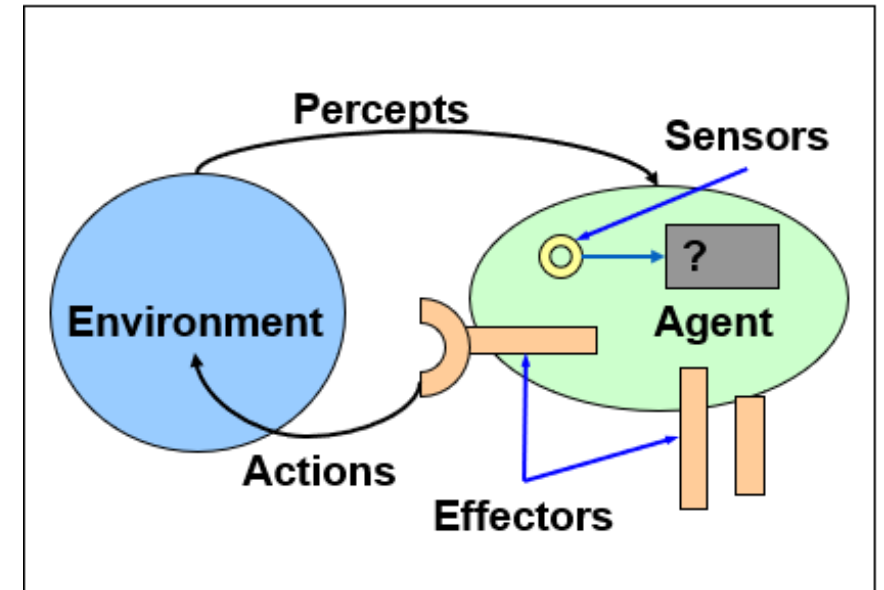 Percepts
Sensors
?
Environment
Agent
Actions
Effectors